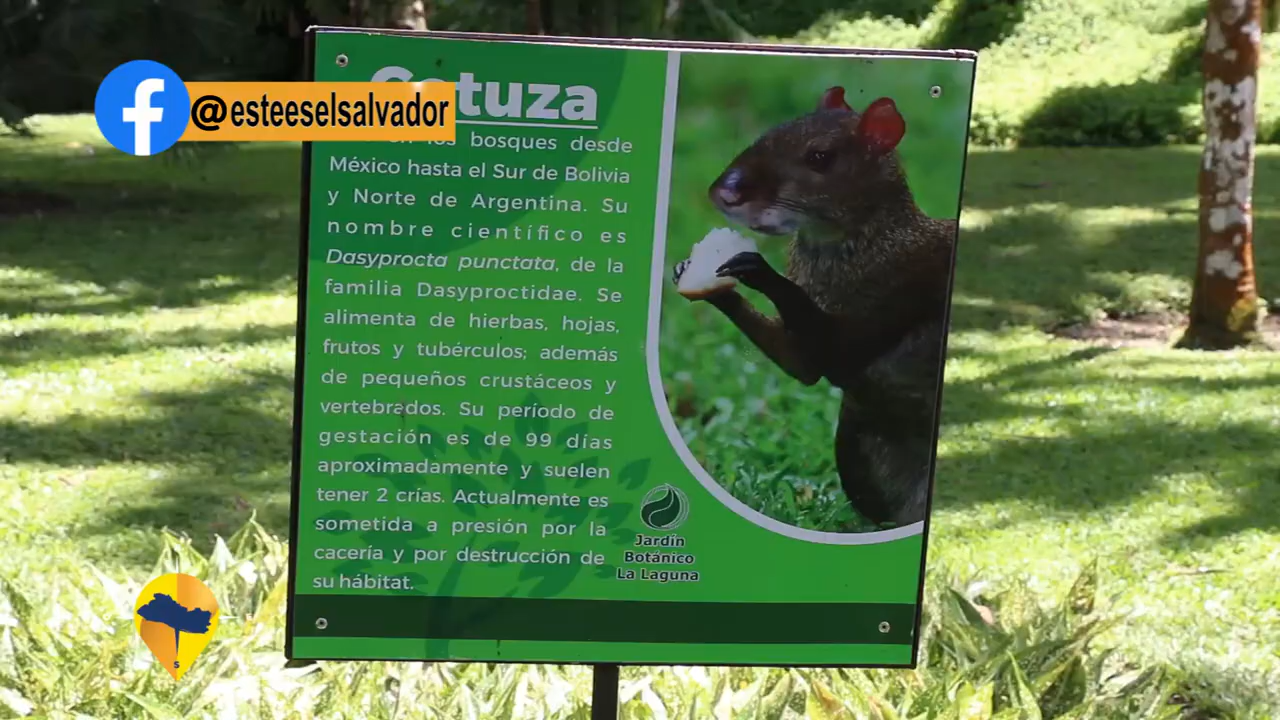 @esteeselsalvador
bosques desde
México hasta el Sur de Bolivia
y Norte de Argentina. Su
nombre científico es
Dasyprocta punctata, de la
familia Dasyproctidae. Se
alimenta de hierbas, hojas,
frutos y tubérculos; además
de pequeños crustáceos y
vertebrados. Su período de
gestación es de 99 días
aproximadamente y suelen
tener 2 crías. Actualmente es
sometida a presión por la
cacería y por destrucción de
su hábitat.
Jardín
Botánico
La Laguna
S